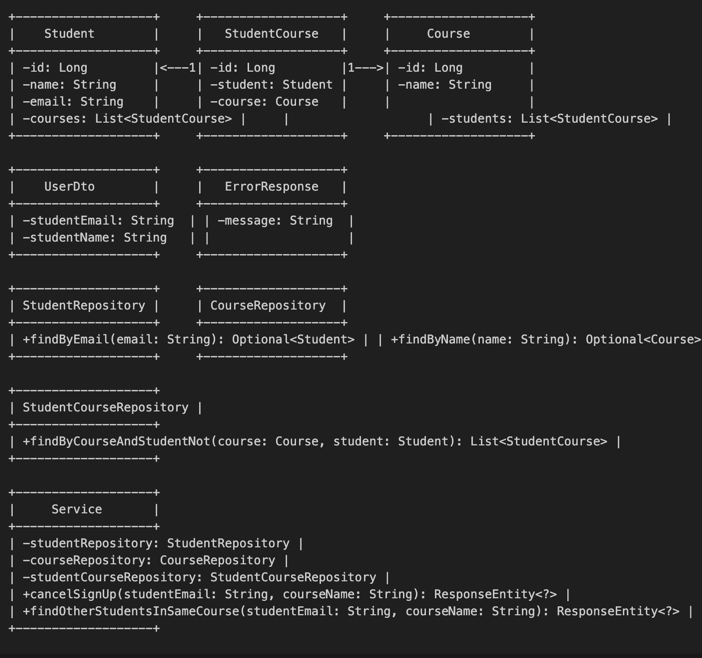 +-------------------+     +-------------------+     +-------------------+
|    Student        |     |   StudentCourse   |     |     Course        |
+-------------------+     +-------------------+     +-------------------+
| -id: Long         |<---1| -id: Long         |1--->| -id: Long         |
| -name: String     |     | -student: Student |     | -name: String     |
| -email: String    |     | -course: Course   |     |                   |
| -courses: List<StudentCourse> |     |                   | -students: List<StudentCourse> |
+-------------------+     +-------------------+     +-------------------+

+-------------------+     +-------------------+
|    UserDto        |     |   ErrorResponse   |
+-------------------+     +-------------------+
| -studentEmail: String  | | -message: String  |
| -studentName: String   | |                   |
+-------------------+     +-------------------+

+-------------------+     +-------------------+
| StudentRepository |     | CourseRepository  |
+-------------------+     +-------------------+
| +findByEmail(email: String): Optional<Student> | | +findByName(name: String): Optional<Course>
+-------------------+     +-------------------+

+-------------------+
| StudentCourseRepository |
+-------------------+
| +findByCourseAndStudentNot(course: Course, student: Student): List<StudentCourse> |
+-------------------+

+-------------------+
|     Service       |
+-------------------+
| -studentRepository: StudentRepository |
| -courseRepository: CourseRepository |
| -studentCourseRepository: StudentCourseRepository |
| +cancelSignUp(studentEmail: String, courseName: String): ResponseEntity<?> |
| +findOtherStudentsInSameCourse(studentEmail: String, courseName: String): ResponseEntity<?> |
+-------------------+